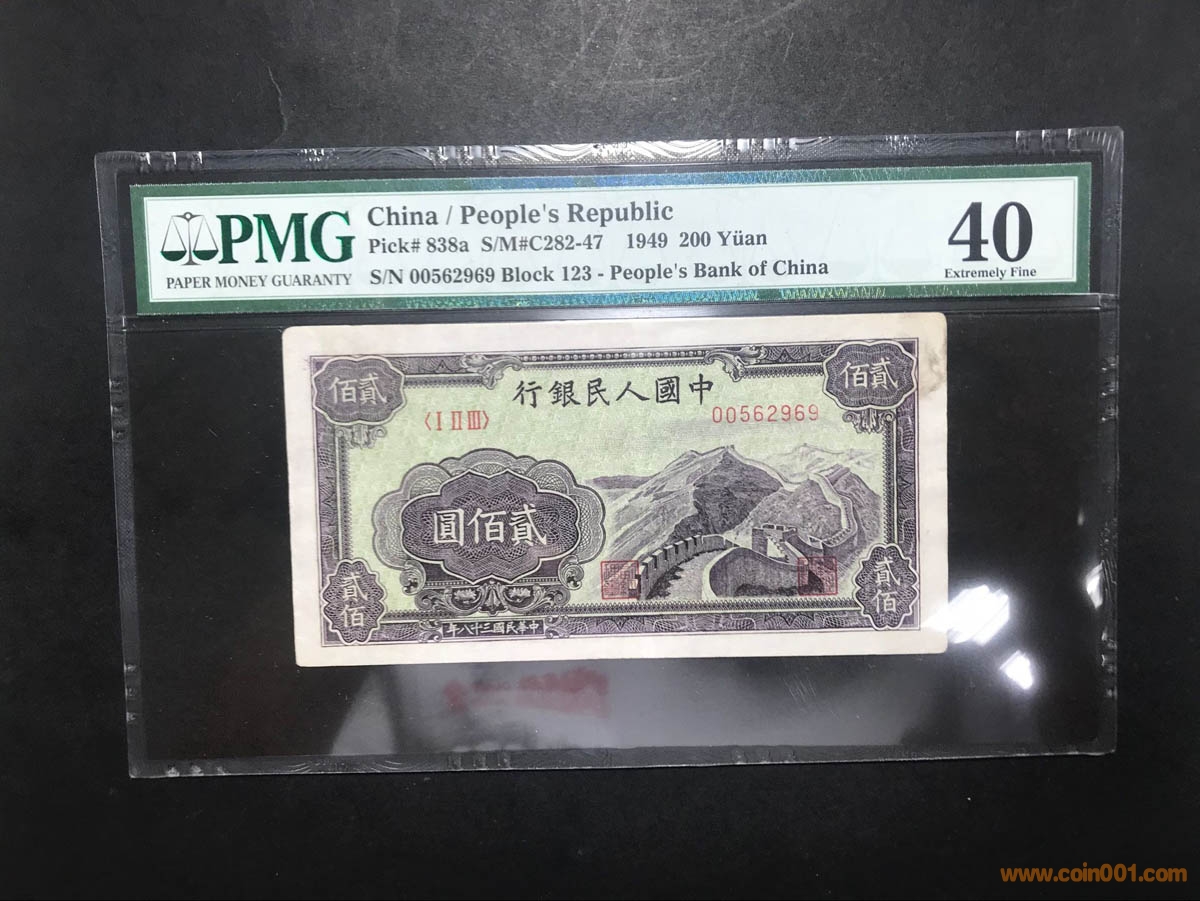 PMG
PAPER MONEY GUARANTY
China / People's Republic
Pick# 838a S/M#C282-47 1949 200 Yüan
S/N 00562969 Block 123 - People's Bank of China
40
Extremely Fine
佰貳
行銀民人國中
佰貳
〈I II III〉
00562969
圓佰貳
貳佰
貳佰
年八十三國民華中
www.coin001.com